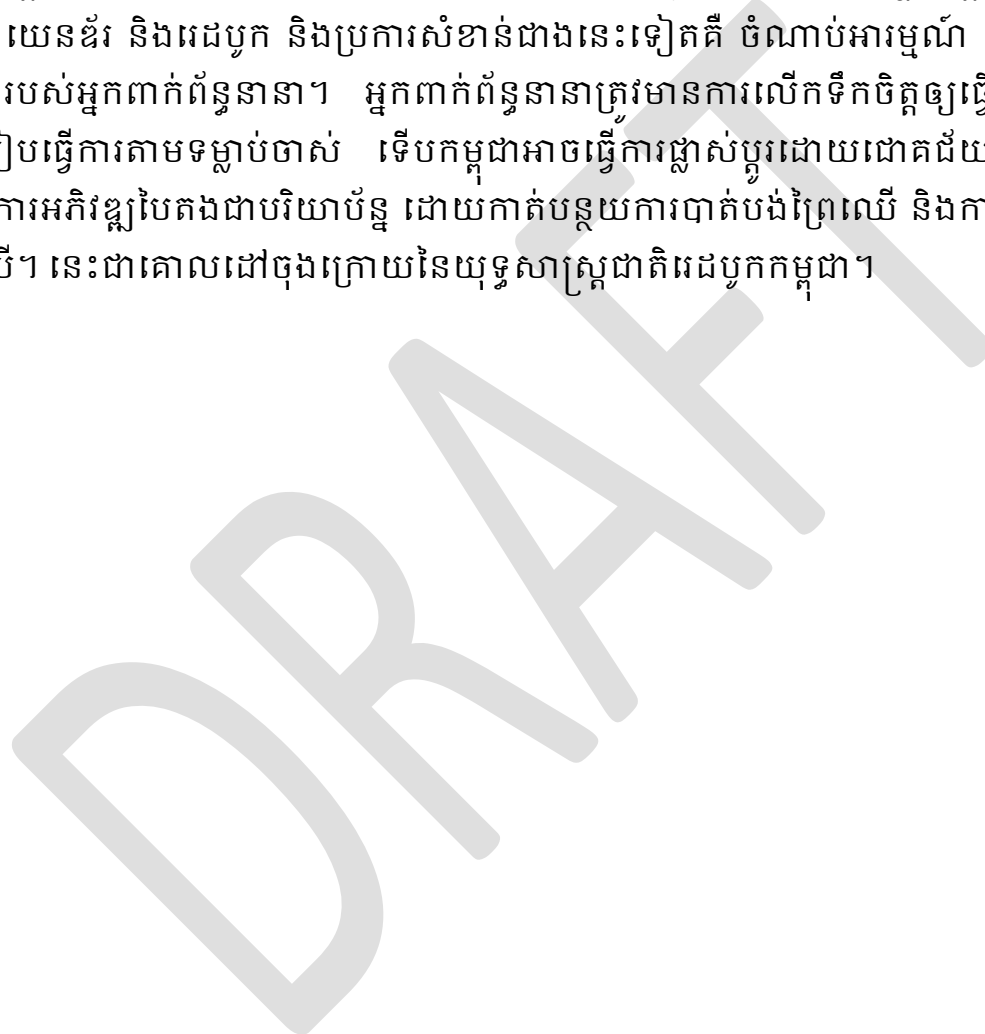 យេនឌ័រ និងរេដបូក និងប្រការសំខាន់ជាងនេះទៀតគឺ ចំណាប់អារម្មណ៍
របស់អ្នកពាក់ព័ន្ធនានា។ អ្នកពាក់ព័ន្ធនានាត្រូវមានការលើកទឹកចិត្តឲ្យធ្វើ
ៀបធ្វើការតាមទម្លាប់ចាស់ ទើបកម្ពុជាអាចធ្វើការផ្លាស់ប្តូរដោយជោគជ័យ
ការអភិវឌ្ឍបៃតងជាបរិយាប័ន្ន ដោយកាត់បន្ថយការបាត់បង់ព្រៃឈើ និងកា
បី។ នេះជាគោលដៅចុងក្រោយនៃយុទ្ធសាស្ត្រជាតិរេដបូកកម្ពុជា។
DRAFT